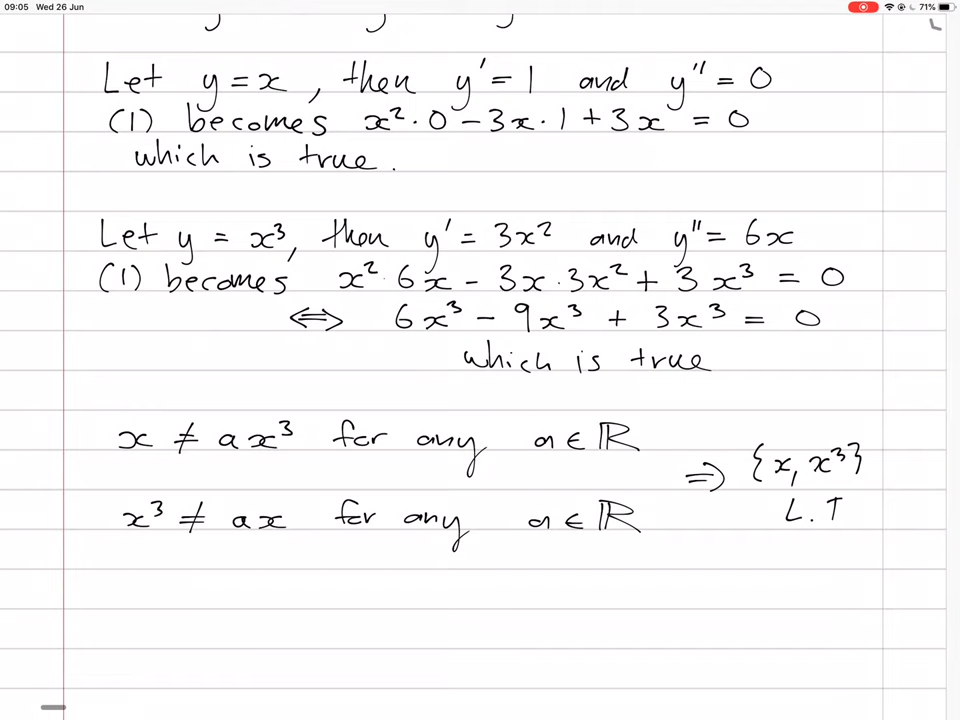 09:05 Wed 26 Jun 71%
Let y = x, then y' = 1 and y'' = 0
(1) becomes x²·0 - 3x·1 + 3x = 0
which is true.
Let y = x³, then y' = 3x² and y'' = 6x
(1) becomes x²·6x - 3x·3x² + 3x³ = 0
⟺ 6x³ - 9x³ + 3x³ = 0
which is true
x ≠ ax³ for any a ∈ ℝ
⇒ {x, x³}
L. I
x³ ≠ ax for any a ∈ ℝ